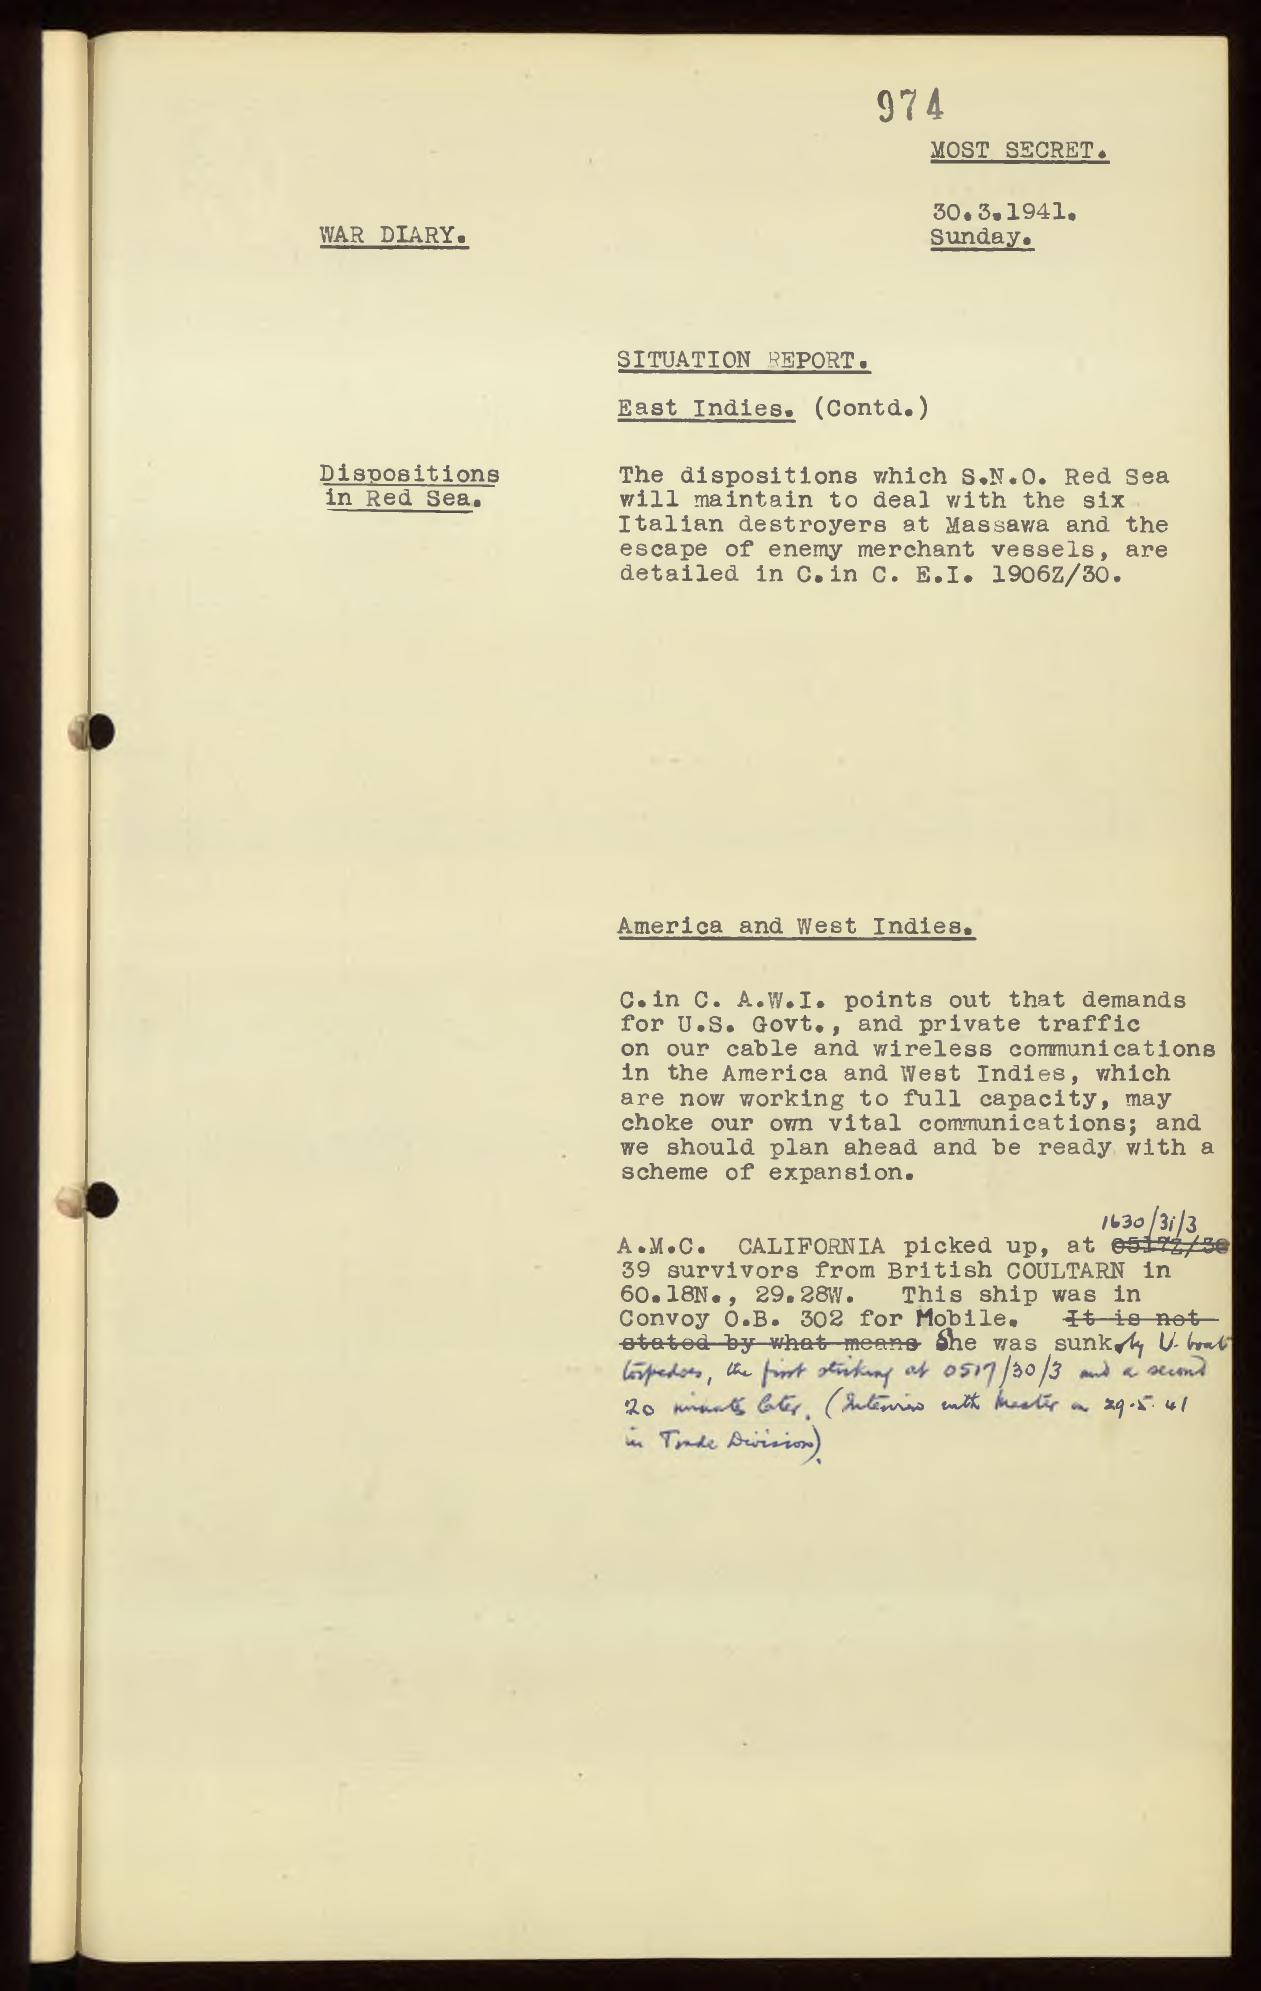 974
MOST SECRET.
30.3.1941.
Sunday.
WAR DIARY.
SITUATION REPORT.
East Indies. (Contd.)
Dispositions
in Red Sea.
The dispositions which S.N.O. Red Sea
will maintain to deal with the six
Italian destroyers at Massawa and the
escape of enemy merchant vessels, are
detailed in C.in C. E.I. 1906Z/30.
America and West Indies.
C.in C. A.W.I. points out that demands
for U.S. Govt., and private traffic
on our cable and wireless communications
in the America and West Indies, which
are now working to full capacity, may
choke our own vital communications; and
we should plan ahead and be ready with a
scheme of expansion.
1630/31/3
A.M.C. CALIFORNIA picked up, at 0517Z/30
39 survivors from British COULTARN in
60.18N., 29.28W. This ship was in
Convoy O.B. 302 for Mobile. It is not
stated by what means She was sunk by U-boat
torpedoes, the first striking at 0517/30/3 and a second
20 minutes later. (Interview with Master on 29.5.41
in Trade Division).